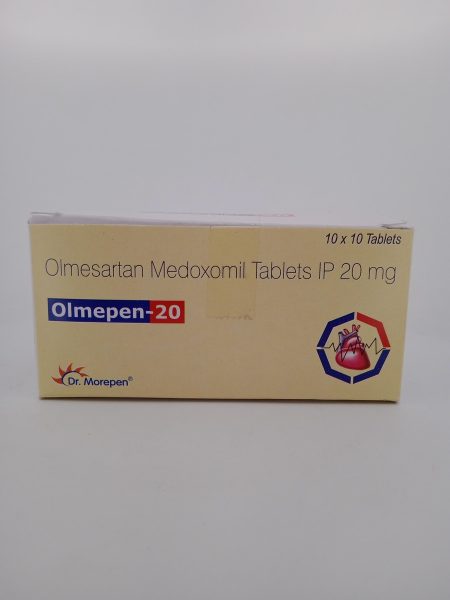 10 x 10 Tablets
Olmesartan Medoxomil Tablets IP 20 mg
Olmepen-20
Dr. Morepen®